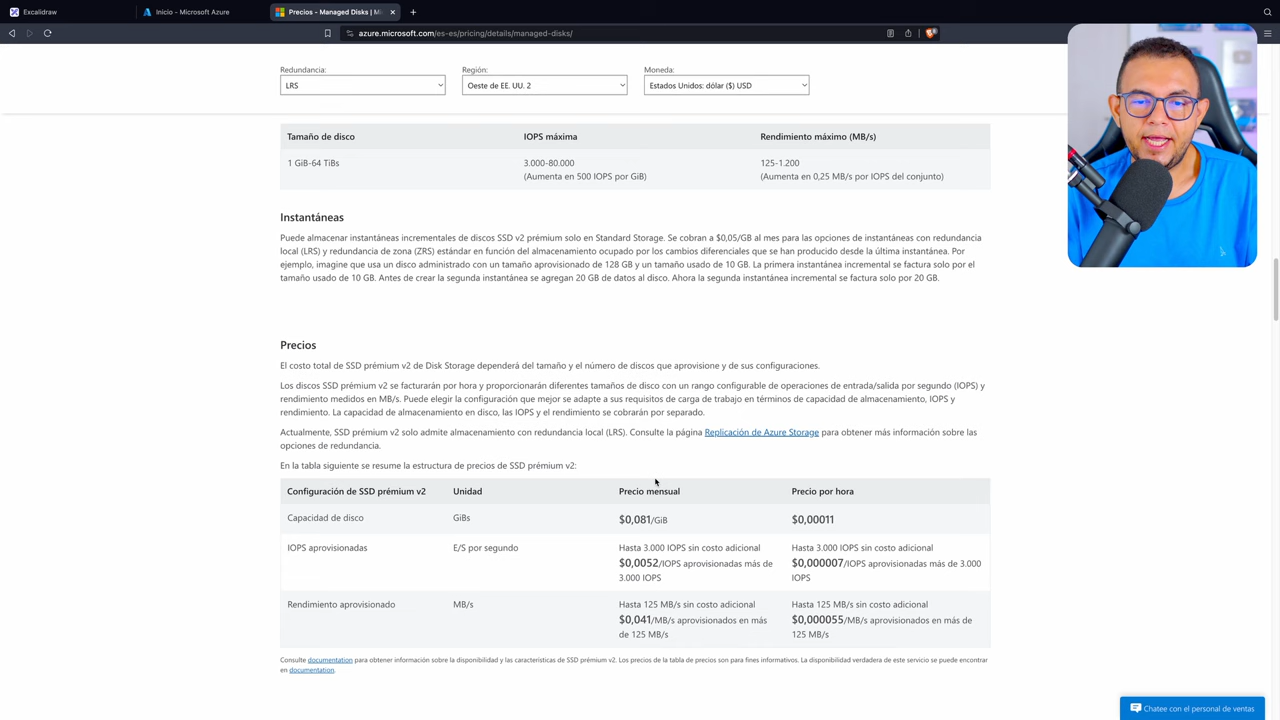 Excalidraw
Inicio - Microsoft Azure
Precios - Managed Disks | Mi
azure.microsoft.com/es-es/pricing/details/managed-disks/
Redundancia:
Región:
Moneda:
LRS
Oeste de EE. UU. 2
Estados Unidos: dólar ($) USD
Tamaño de disco
IOPS máxima
Rendimiento máximo (MB/s)
1 GiB-64 TiBs
3.000-80.000
(Aumenta en 500 IOPS por GiB)
125-1.200
(Aumenta en 0,25 MB/s por IOPS del conjunto)
Instantáneas
Puede almacenar instantáneas incrementales de discos SSD v2 prémium solo en Standard Storage. Se cobran a $0,05/GB al mes para las opciones de instantáneas con redundancia
local (LRS) y redundancia de zona (ZRS) estándar en función del almacenamiento ocupado por los cambios diferenciales que se han producido desde la última instantánea. Por
ejemplo, imagine que usa un disco administrado con un tamaño aprovisionado de 128 GB y un tamaño usado de 10 GB. La primera instantánea incremental se factura solo por el
tamaño usado de 10 GB. Antes de crear la segunda instantánea se agregan 20 GB de datos al disco. Ahora la segunda instantánea incremental se factura solo por 20 GB.
Precios
El costo total de SSD prémium v2 de Disk Storage dependerá del tamaño y el número de discos que aprovisione y de sus configuraciones.
Los discos SSD prémium v2 se facturarán por hora y proporcionarán diferentes tamaños de disco con un rango configurable de operaciones de entrada/salida por segundo (IOPS) y
rendimiento medidos en MB/s. Puede elegir la configuración que mejor se adapte a sus requisitos de carga de trabajo en términos de capacidad de almacenamiento, IOPS y
rendimiento. La capacidad de almacenamiento en disco, las IOPS y el rendimiento se cobrarán por separado.
Actualmente, SSD prémium v2 solo admite almacenamiento con redundancia local (LRS). Consulte la página Replicación de Azure Storage para obtener más información sobre las
opciones de redundancia.
En la tabla siguiente se resume la estructura de precios de SSD prémium v2:
Configuración de SSD prémium v2
Unidad
Precio mensual
Precio por hora
Capacidad de disco
GiBs
$0,081/GiB
$0,00011
IOPS aprovisionadas
E/S por segundo
Hasta 3.000 IOPS sin costo adicional
$0,0052/IOPS aprovisionadas más de
3.000 IOPS
Hasta 3.000 IOPS sin costo adicional
$0,000007/IOPS aprovisionadas más de 3.000
IOPS
Rendimiento aprovisionado
MB/s
Hasta 125 MB/s sin costo adicional
$0,041/MB/s aprovisionados en más
de 125 MB/s
Hasta 125 MB/s sin costo adicional
$0,000055/MB/s aprovisionados en más de
125 MB/s
Consulte documentation para obtener información sobre la disponibilidad y las características de SSD prémium v2. Los precios de la tabla de precios son para fines informativos. La disponibilidad verdadera de este servicio se puede encontrar
en documentation.
Chatee con el personal de ventas